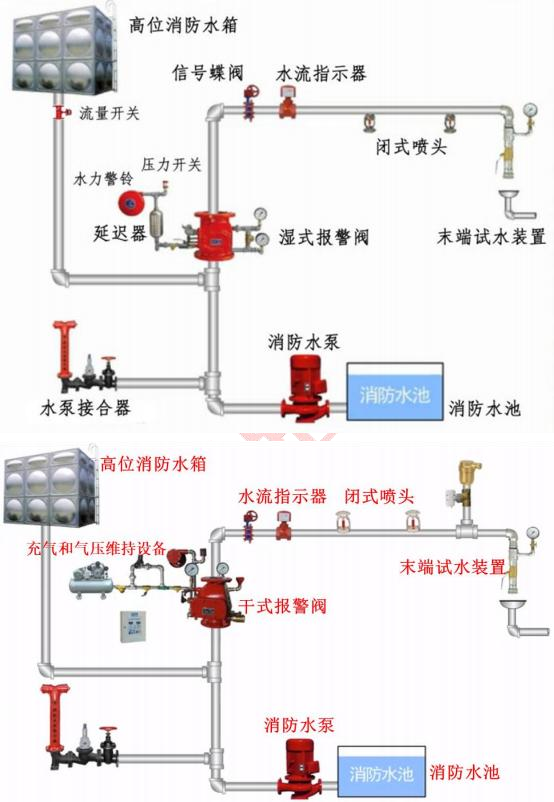 高位消防水箱
信号蝶阀
水流指示器
流量开关
闭式喷头
压力开关
水力警铃
延迟器
湿式报警阀
末端试水装置
消防水泵
消防水池
水泵接合器
消防水池
高位消防水箱
水流指示器
闭式喷头
充气和气压维持设备
末端试水装置
干式报警阀
消防水泵
消防水池
消防水池